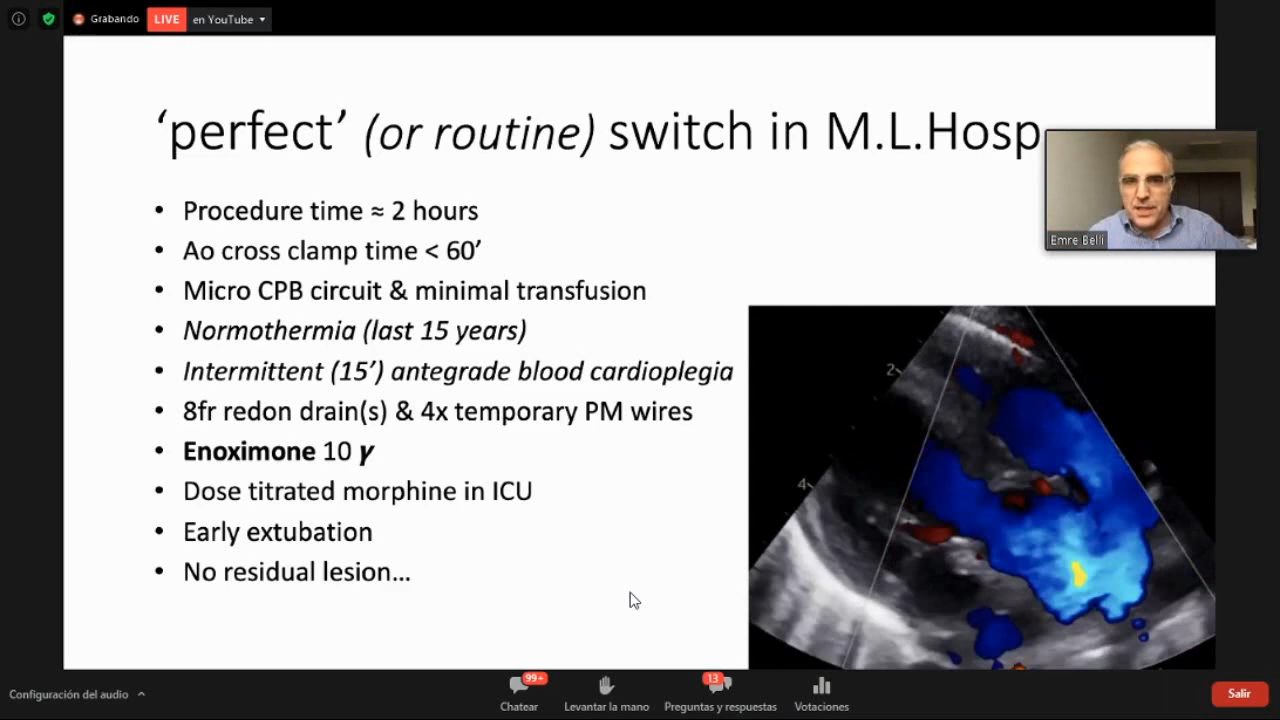 Grabando
LIVE en YouTube
'perfect' (or routine) switch in M.L.Hosp
Emre Belli
• Procedure time ≈ 2 hours
• Ao cross clamp time < 60’
• Micro CPB circuit & minimal transfusion
• Normothermia (last 15 years)
• Intermittent (15’) antegrade blood cardioplegia
• 8fr redon drain(s) & 4x temporary PM wires
• Enoximone 10 γ
• Dose titrated morphine in ICU
• Early extubation
• No residual lesion...
2
4
Configuración del audio
99+
Chatear
Levantar la mano
13
Preguntas y respuestas
Votaciones
Salir